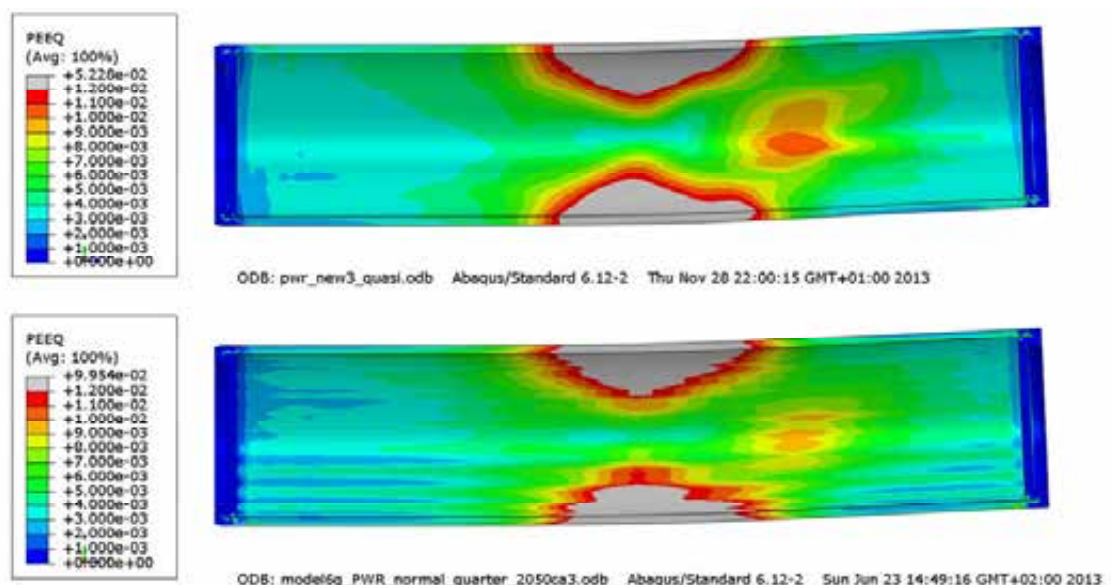 PEEQ
(Avg: 100%)
+5.228e-02
+1.200e-02
+1.100e-02
+1.000e-02
+9.000e-03
+8.000e-03
+7.000e-03
+6.000e-03
+5.000e-03
+4.000e-03
+3.000e-03
+2.000e-03
+1.000e-03
+0.000e+00
ODB: pwr_new3_quasi.odb Abaqus/Standard 6.12-2 Thu Nov 28 22:00:15 GMT+01:00 2013
PEEQ
(Avg: 100%)
+9.954e-02
+1.200e-02
+1.100e-02
+1.000e-02
+9.000e-03
+8.000e-03
+7.000e-03
+6.000e-03
+5.000e-03
+4.000e-03
+3.000e-03
+2.000e-03
+1.000e-03
+0.000e+00
ODB: model6g_PWR_normal_quarter_2050ca3.odb Abaqus/Standard 6.12-2 Sun Jun 23 14:49:16 GMT+02:00 2013